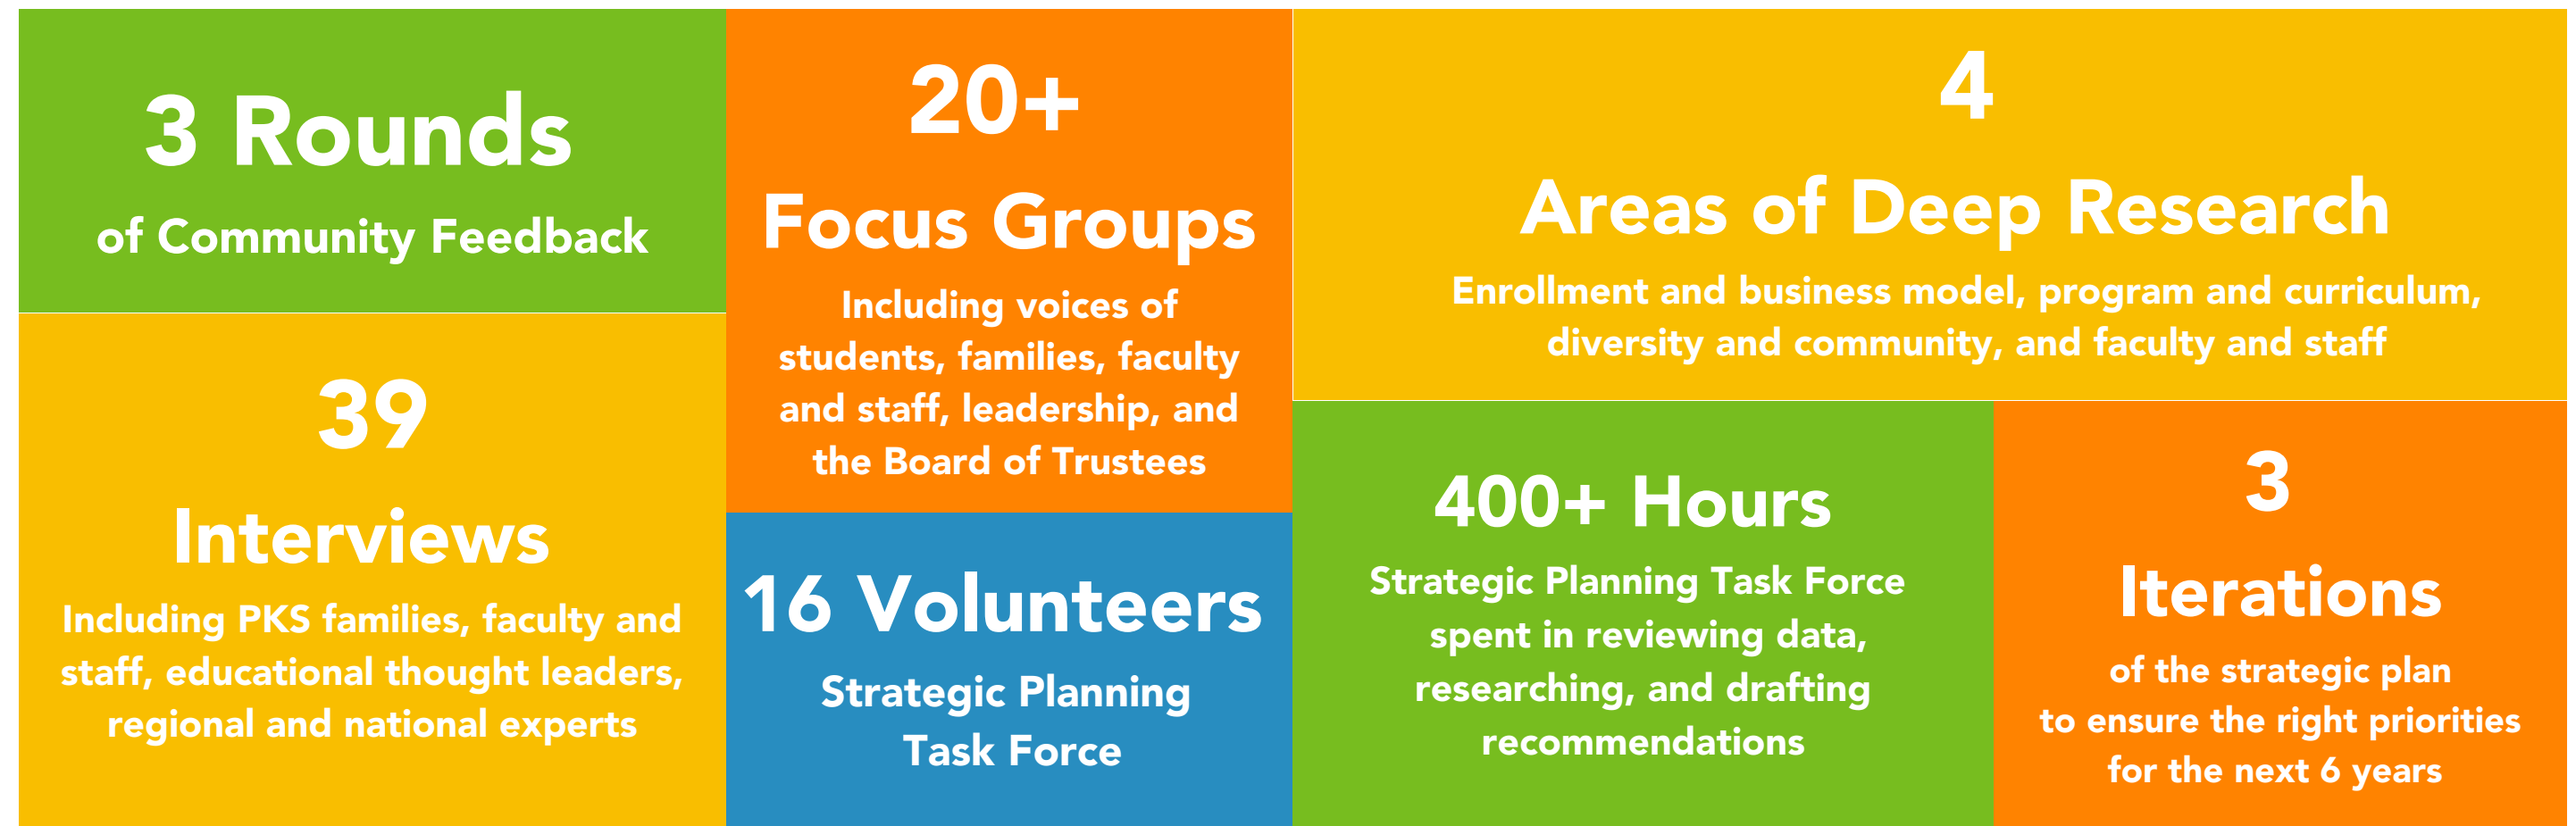 3 Rounds
of Community Feedback
39
Interviews
Including PKS families, faculty and
staff, educational thought leaders,
regional and national experts
20+
Focus Groups
Including voices of
students, families, faculty
and staff, leadership, and
the Board of Trustees
16 Volunteers
Strategic Planning
Task Force
4
Areas of Deep Research
Enrollment and business model, program and curriculum,
diversity and community, and faculty and staff
400+ Hours
Strategic Planning Task Force
spent in reviewing data,
researching, and drafting
recommendations
3
Iterations
of the strategic plan
to ensure the right priorities
for the next 6 years